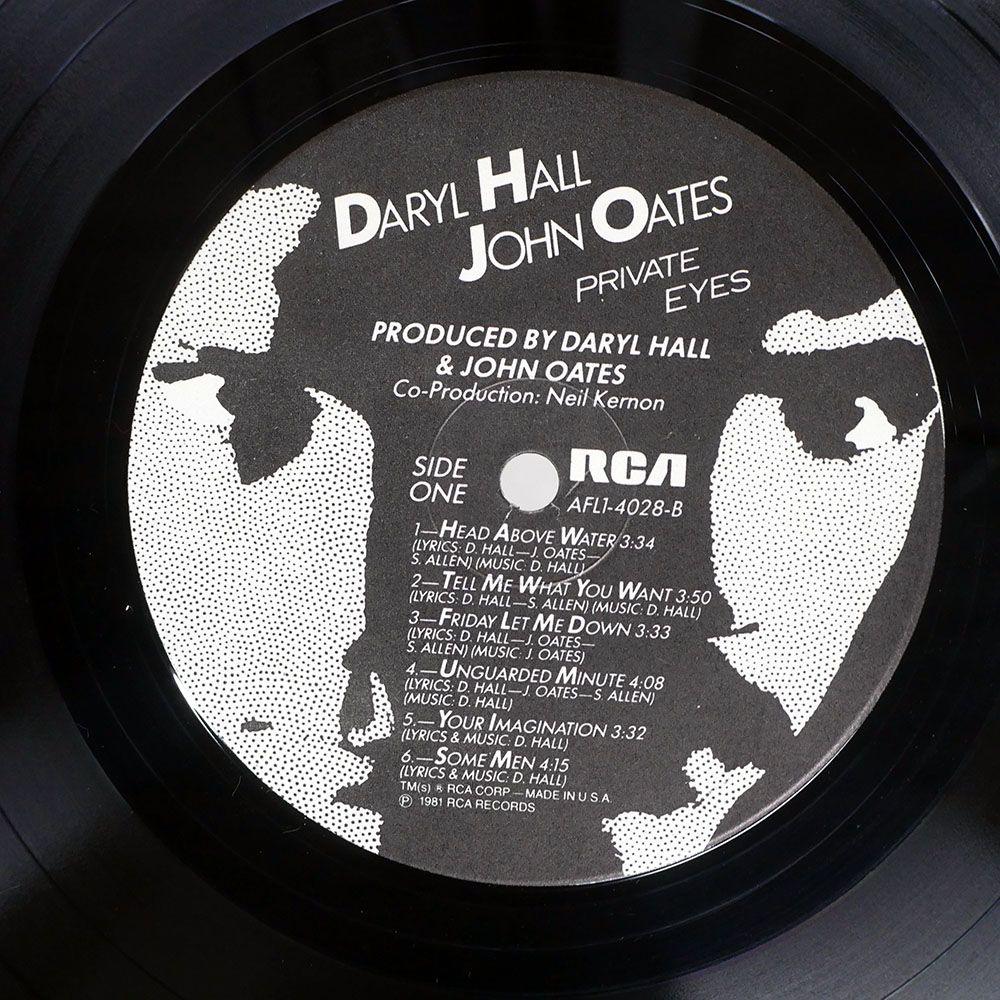 DARYL HALL
JOHN OATES
PRIVATE
EYES
PRODUCED BY DARYL HALL
& JOHN OATES
Co-Production: Neil Kernon
SIDE
ONE
RCA
AFL1-4028-B
1—HEAD ABOVE WATER 3:34
(LYRICS: D. HALL—J. OATES—
S. ALLEN) (MUSIC: D. HALL)
2—TELL ME WHAT YOU WANT 3:50
(LYRICS: D. HALL—S. ALLEN) (MUSIC: D. HALL)
3—FRIDAY LET ME DOWN 3:33
(LYRICS: D. HALL—J. OATES—
S. ALLEN) (MUSIC: J. OATES)
4.—UNGUARDED MINUTE 4:08
(LYRICS: D. HALL—J. OATES—S. ALLEN)
(MUSIC: D. HALL)
5.—YOUR IMAGINATION 3:32
(LYRICS & MUSIC: D. HALL)
6.—SOME MEN 4:15
(LYRICS & MUSIC: D. HALL)
TM(s) ® RCA CORP — MADE IN U.S.A.
℗ 1981 RCA RECORDS